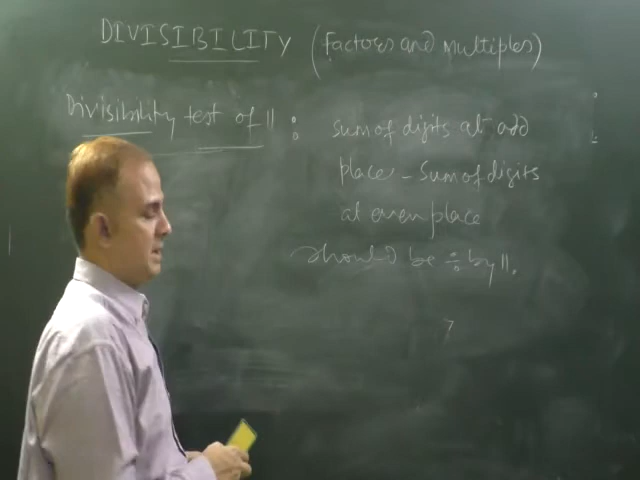 DIVISIBILITY (Factors and Multiples)
Divisibility test of 11 : sum of digits at odd
place - Sum of digits
at even place
should be ÷ by 11.
7